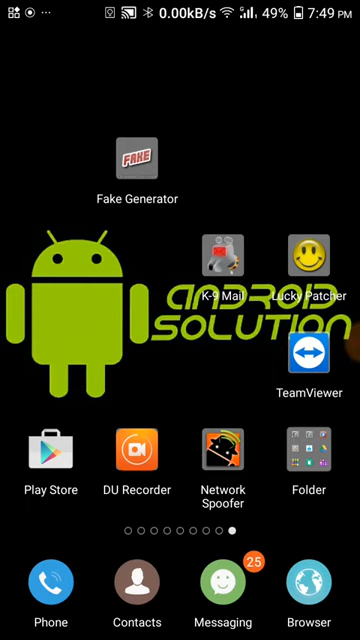 0.00kB/s 49% 7:49 PM
FAKE
Fake Generator
ANDROID
SOLUTION
K-9 Mail Lucky Patcher
TeamViewer
Play Store DU Recorder Network Spoofer Folder
25
Phone Contacts Messaging Browser